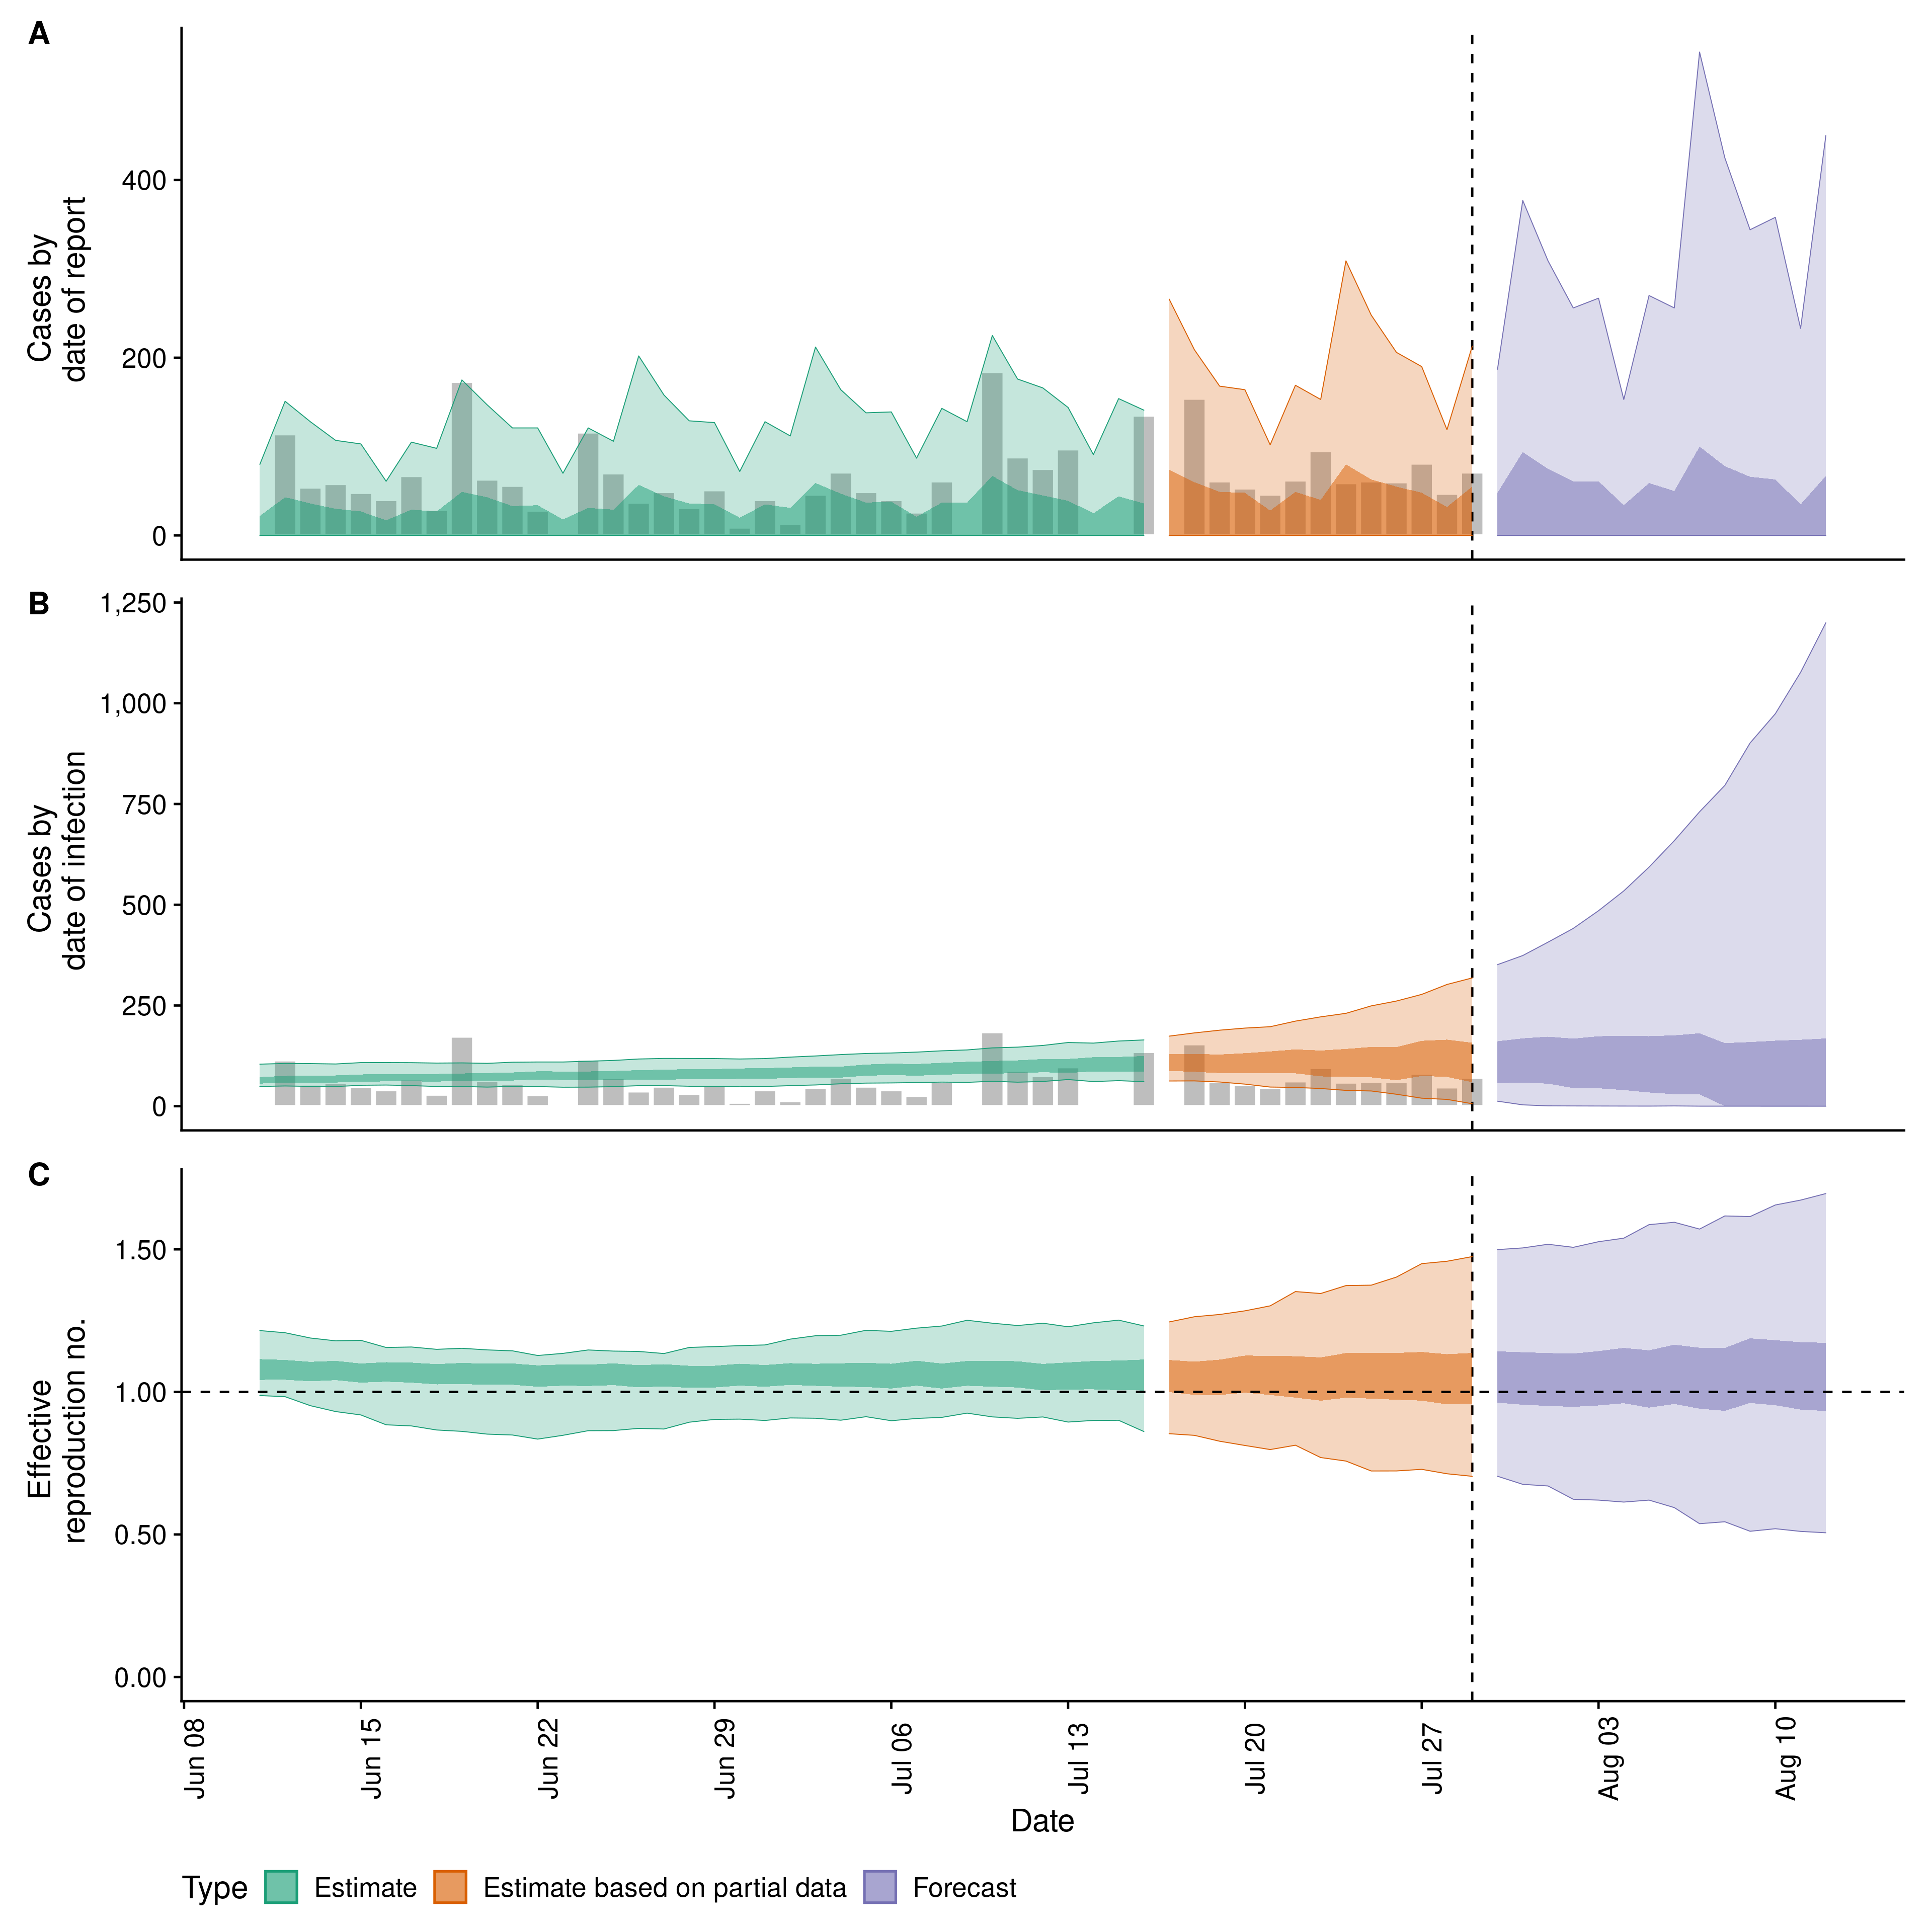 A
Cases by
date of report
400
200
0
B
Cases by
date of infection
1,250
1,000
750
500
250
0
C
Effective
reproduction no.
1.50
1.00
0.50
0.00
Jun 08
Jun 15
Jun 22
Jun 29
Jul 06
Jul 13
Jul 20
Jul 27
Aug 03
Aug 10
Date
Type Estimate Estimate based on partial data Forecast